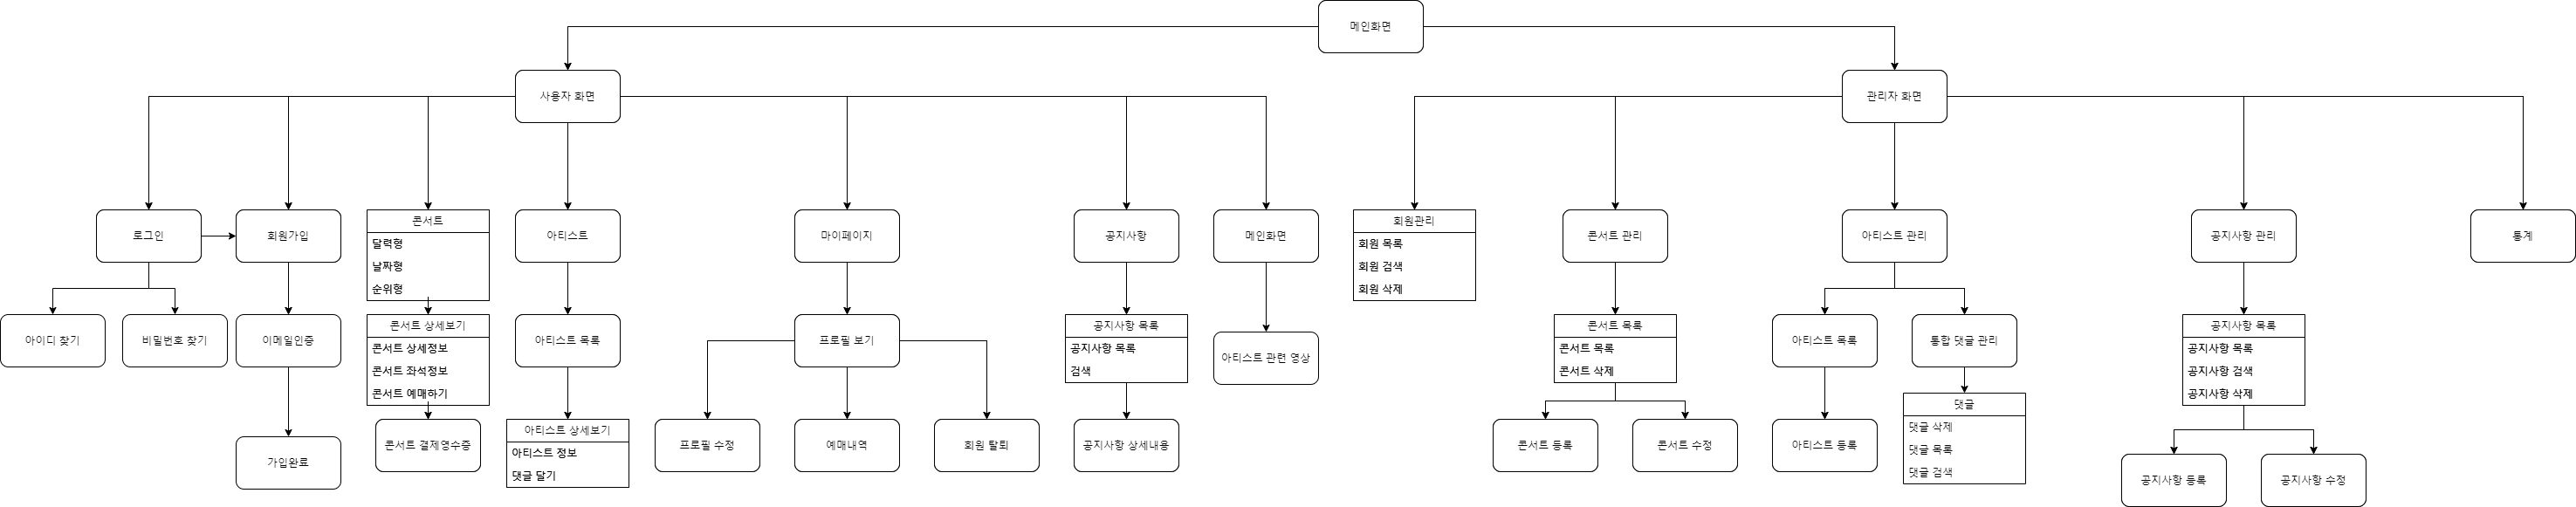 메인화면
사용자 화면
관리자 화면
로그인
회원가입
콘서트
달력형
날짜형
순위형
아티스트
마이페이지
공지사항
메인화면
회원관리
회원 목록
회원 검색
회원 삭제
콘서트 관리
아티스트 관리
공지사항 관리
통계
아이디 찾기
비밀번호 찾기
이메일인증
콘서트 상세보기
콘서트 상세정보
콘서트 좌석정보
콘서트 예매하기
아티스트 목록
프로필 보기
공지사항 목록
공지사항 목록
검색
아티스트 관련 영상
콘서트 목록
콘서트 목록
콘서트 삭제
아티스트 목록
통합 댓글 관리
공지사항 목록
공지사항 목록
공지사항 검색
공지사항 삭제
가입완료
콘서트 결제영수증
아티스트 상세보기
아티스트 정보
댓글 달기
프로필 수정
예매내역
회원 탈퇴
공지사항 상세내용
콘서트 등록
콘서트 수정
아티스트 등록
댓글
댓글 삭제
댓글 목록
댓글 검색
공지사항 등록
공지사항 수정